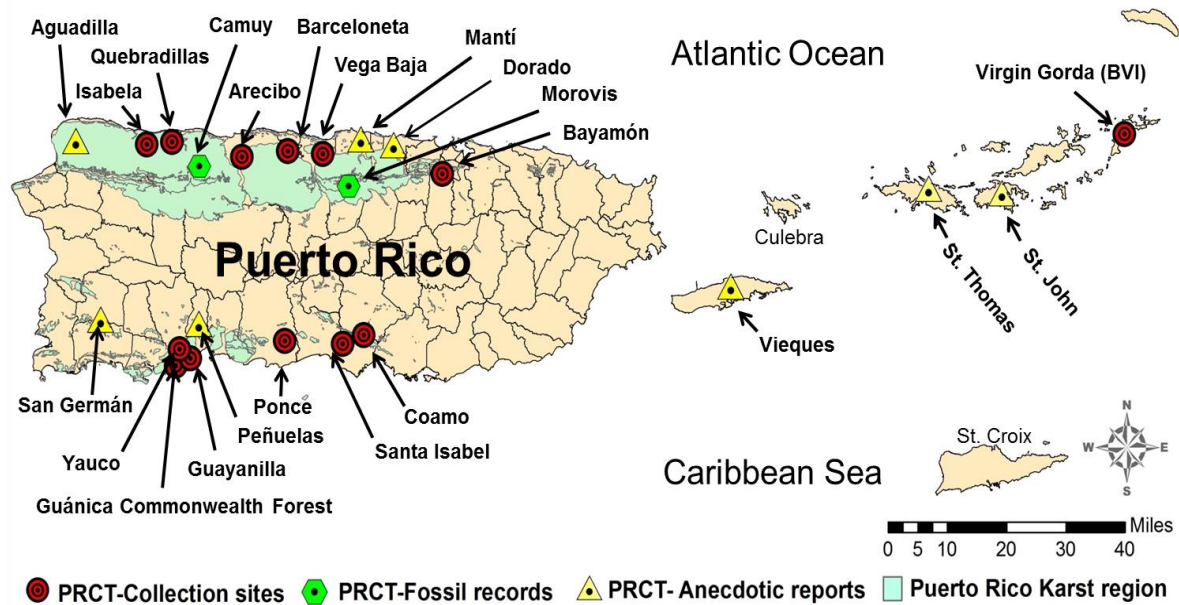 Aguadilla
Camuy
Barceloneta
Mantí
Quebradillas
Vega Baja
Dorado
Isabela
Arecibo
Morovis
Bayamón
Atlantic Ocean
Virgin Gorda (BVI)
Puerto Rico
Culebra
St. Thomas
St. John
Vieques
San Germán
Ponce
Coamo
Peñuelas
Santa Isabel
Yauco
Guayanilla
Guánica Commonwealth Forest
Caribbean Sea
St. Croix
N
W
E
S
Miles
0 5 10 20 30 40
PRCT-Collection sites
PRCT-Fossil records
PRCT- Anecdotic reports
Puerto Rico Karst region